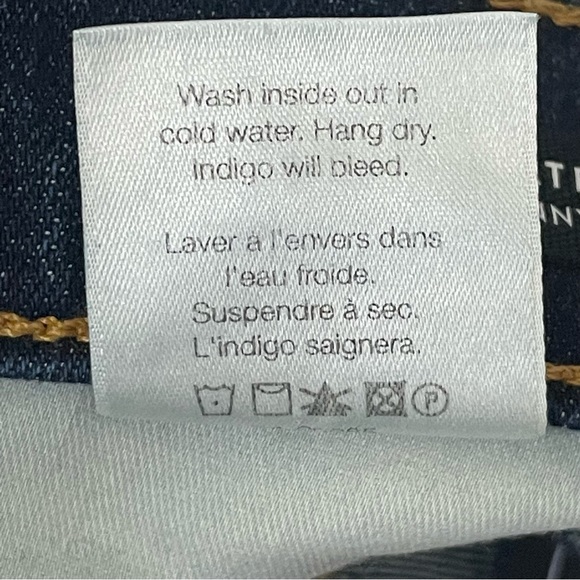 Wash inside out in
cold water. Hang dry.
Indigo will bleed.
Laver à l'envers dans
l'eau froide.
Suspendre à sec.
L'indigo saignera.
P